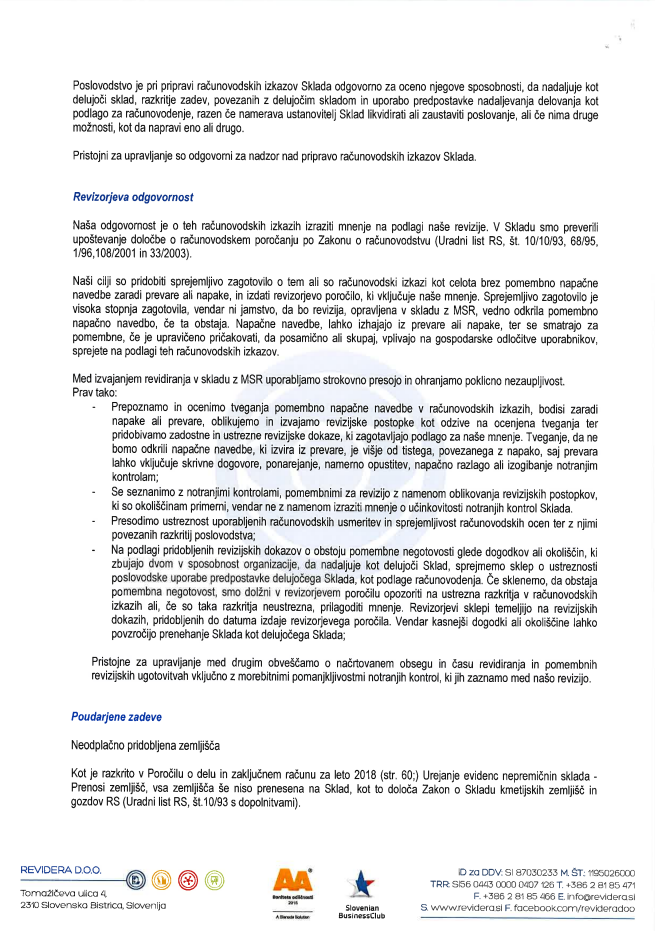 Poslovodstvo je pri pripravi računovodskih izkazov Sklada odgovorno za oceno njegove sposobnosti, da nadaljuje kot
delujoči sklad, razkritje zadev, povezanih z delujočim skladom in uporabo predpostavke nadaljevanja delovanja kot
podlago za računovodenje, razen če namerava ustanovitelj Sklad likvidirati ali zaustaviti poslovanje, ali če nima druge
možnosti, kot da napravi eno ali drugo.
Pristojni za upravljanje so odgovorni za nadzor nad pripravo računovodskih izkazov Sklada.
Revizorjeva odgovornost
Naša odgovornost je o teh računovodskih izkazih izraziti mnenje na podlagi naše revizije. V Skladu smo preverili
upoštevanje določbe o računovodskem poročanju po Zakonu o računovodstvu (Uradni list RS, št. 10/10/93, 68/95,
1/96,108/2001 in 33/2003).
Naši cilji so pridobiti sprejemljivo zagotovilo o tem ali so računovodski izkazi kot celota brez pomembno napačne
navedbe zaradi prevare ali napake, in izdati revizorjevo poročilo, ki vključuje naše mnenje. Sprejemljivo zagotovilo je
visoka stopnja zagotovila, vendar ni jamstvo, da bo revizija, opravljena v skladu z MSR, vedno odkrila pomembno
napačno navedbo, če ta obstaja. Napačne navedbe, lahko izhajajo iz prevare ali napake, ter se smatrajo za
pomembne, če je upravičeno pričakovati, da posamično ali skupaj, vplivajo na gospodarske odločitve uporabnikov,
sprejete na podlagi teh računovodskih izkazov.
Med izvajanjem revidiranja v skladu z MSR uporabljamo strokovno presojo in ohranjamo poklicno nezaupljivost.
Prav tako:
- Prepoznamo in ocenimo tveganja pomembno napačne navedbe v računovodskih izkazih, bodisi zaradi
napake ali prevare, oblikujemo in izvajamo revizijske postopke kot odzive na ocenjena tveganja ter
pridobivamo zadostne in ustrezne revizijske dokaze, ki zagotavljajo podlago za naše mnenje. Tveganje, da ne
bomo odkrili napačne navedbe, ki izvira iz prevare, je višje od tistega, povezanega z napako, saj prevara
lahko vključuje skrivne dogovore, ponarejanje, namerno opustitev, napačno razlago ali izogibanje notranjim
kontrolam;
- Se seznanimo z notranjimi kontrolami, pomembnimi za revizijo z namenom oblikovanja revizijskih postopkov,
ki so okoliščinam primerni, vendar ne z namenom izraziti mnenje o učinkovitosti notranjih kontrol Sklada.
- Presodimo ustreznost uporabljenih računovodskih usmeritev in sprejemljivost računovodskih ocen ter z njimi
povezanih razkritij poslovodstva;
- Na podlagi pridobljenih revizijskih dokazov o obstoju pomembne negotovosti glede dogodkov ali okoliščin, ki
zbujajo dvom v sposobnost organizacije, da nadaljuje kot delujoči Sklad, sprejmemo sklep o ustreznosti
poslovodske uporabe predpostavke delujočega Sklada, kot podlage računovodenja. Če sklenemo, da obstaja
pomembna negotovost, smo dolžni v revizorjevem poročilu opozoriti na ustrezna razkritja v računovodskih
izkazih ali, če so taka razkritja neustrezna, prilagoditi mnenje. Revizorjevi sklepi temeljijo na revizijskih
dokazih, pridobljenih do datuma izdaje revizorjevega poročila. Vendar kasnejši dogodki ali okoliščine lahko
povzročijo prenehanje Sklada kot delujočega Sklada;
Pristojne za upravljanje med drugim obveščamo o načrtovanem obsegu in času revidiranja in pomembnih
revizijskih ugotovitvah vključno z morebitnimi pomanjkljivostmi notranjih kontrol, ki jih zaznamo med našo revizijo.
Poudarjene zadeve
Neodplačno pridobljena zemljišča
Kot je razkrito v Poročilu o delu in zaključnem računu za leto 2018 (str. 60;) Urejanje evidenc nepremičnin sklada -
Prenosi zemljišč, vsa zemljišča še niso prenesena na Sklad, kot to določa Zakon o Skladu kmetijskih zemljišč in
gozdov RS (Uradni list RS, št.10/93 s dopolnitvami).
REVIDERA D.O.O.
Tomažičeva ulica 4,
2310 Slovenska Bistrica, Slovenija
AA
Boniteta odličnosti
2018
A Bisnode Solution
Slovenian
BusinessClub
ID za DDV: SI 87030233 M. ŠT.: 1195026000
TRR: SI56 0443 0000 0407 126 T. +386 2 81 85 471
F. +386 2 81 85 466 E. info@revidera.si
S. www.revidera.si F. facebook.com/revideradoo